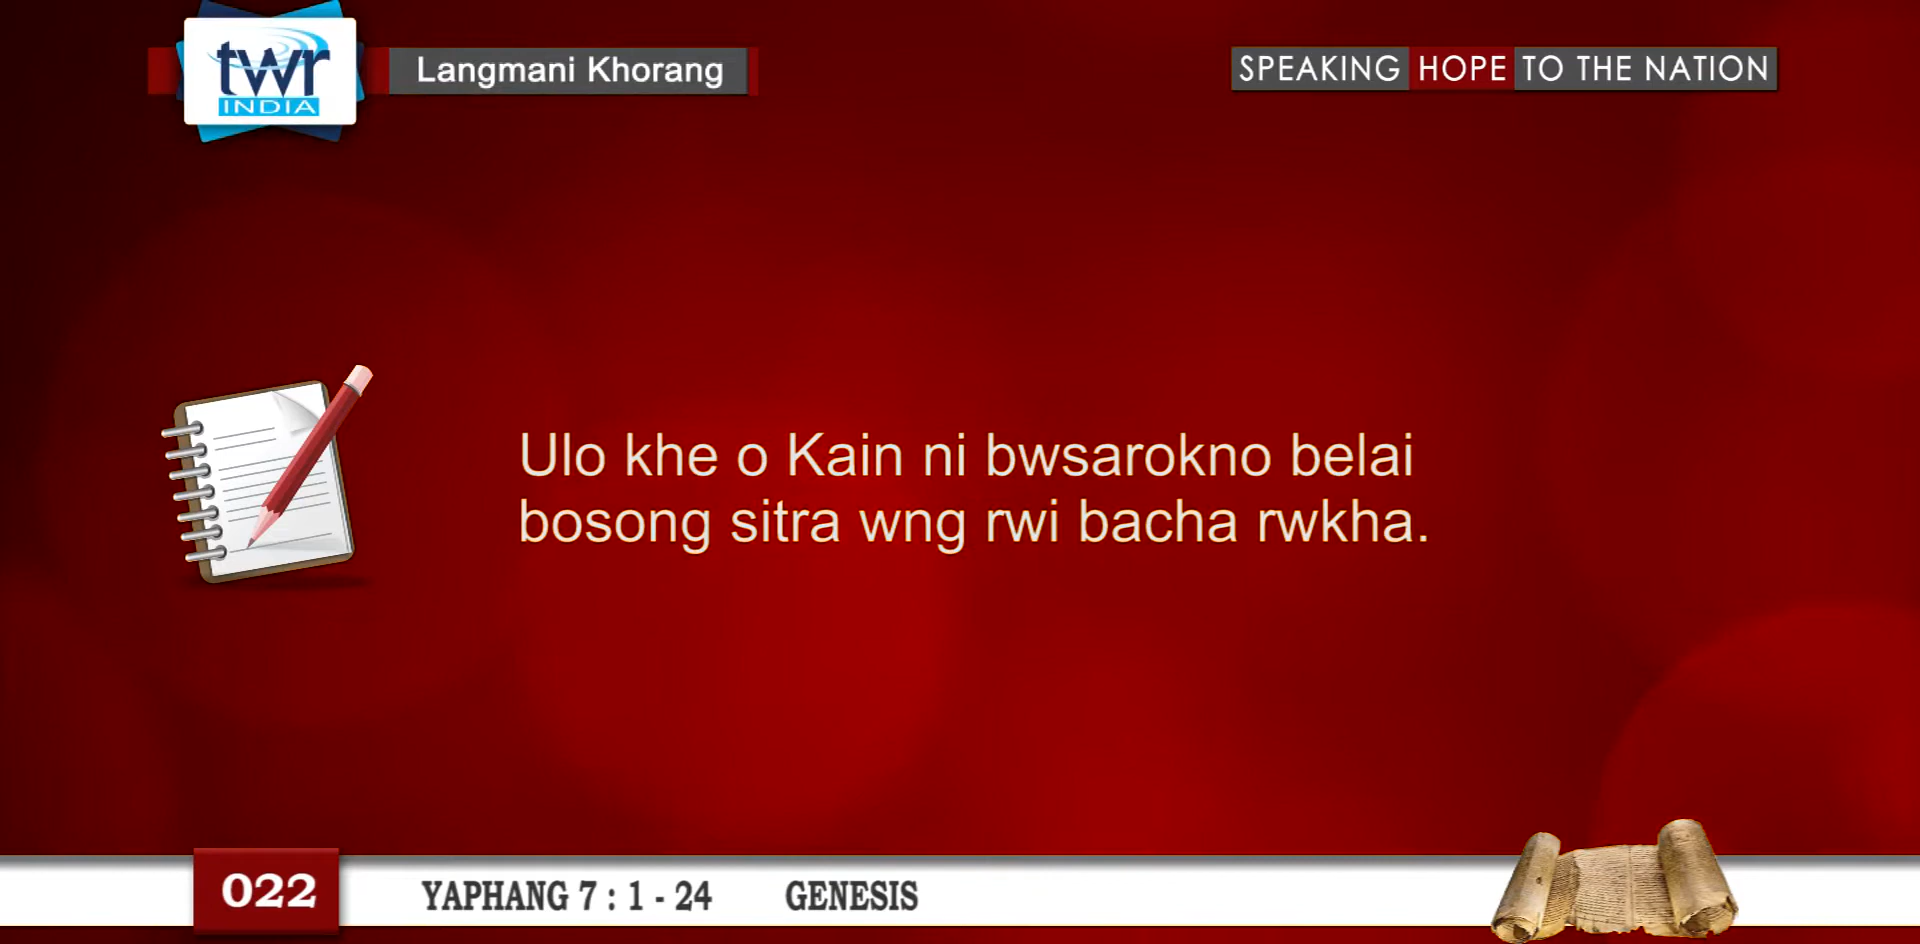 twr
INDIA
Langmani Khorang
SPEAKING HOPE TO THE NATION
Ulo khe o Kain ni bwsarokno belai
bosong sitra wng rwi bacha rwkha.
022
YAPHANG 7 : 1 - 24 GENESIS